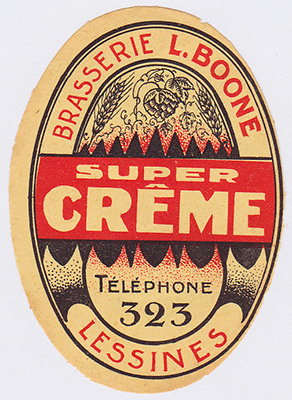 BRASSERIE L. BOONE
SUPER
CRÊME
TÉLÉPHONE
323
LESSINES